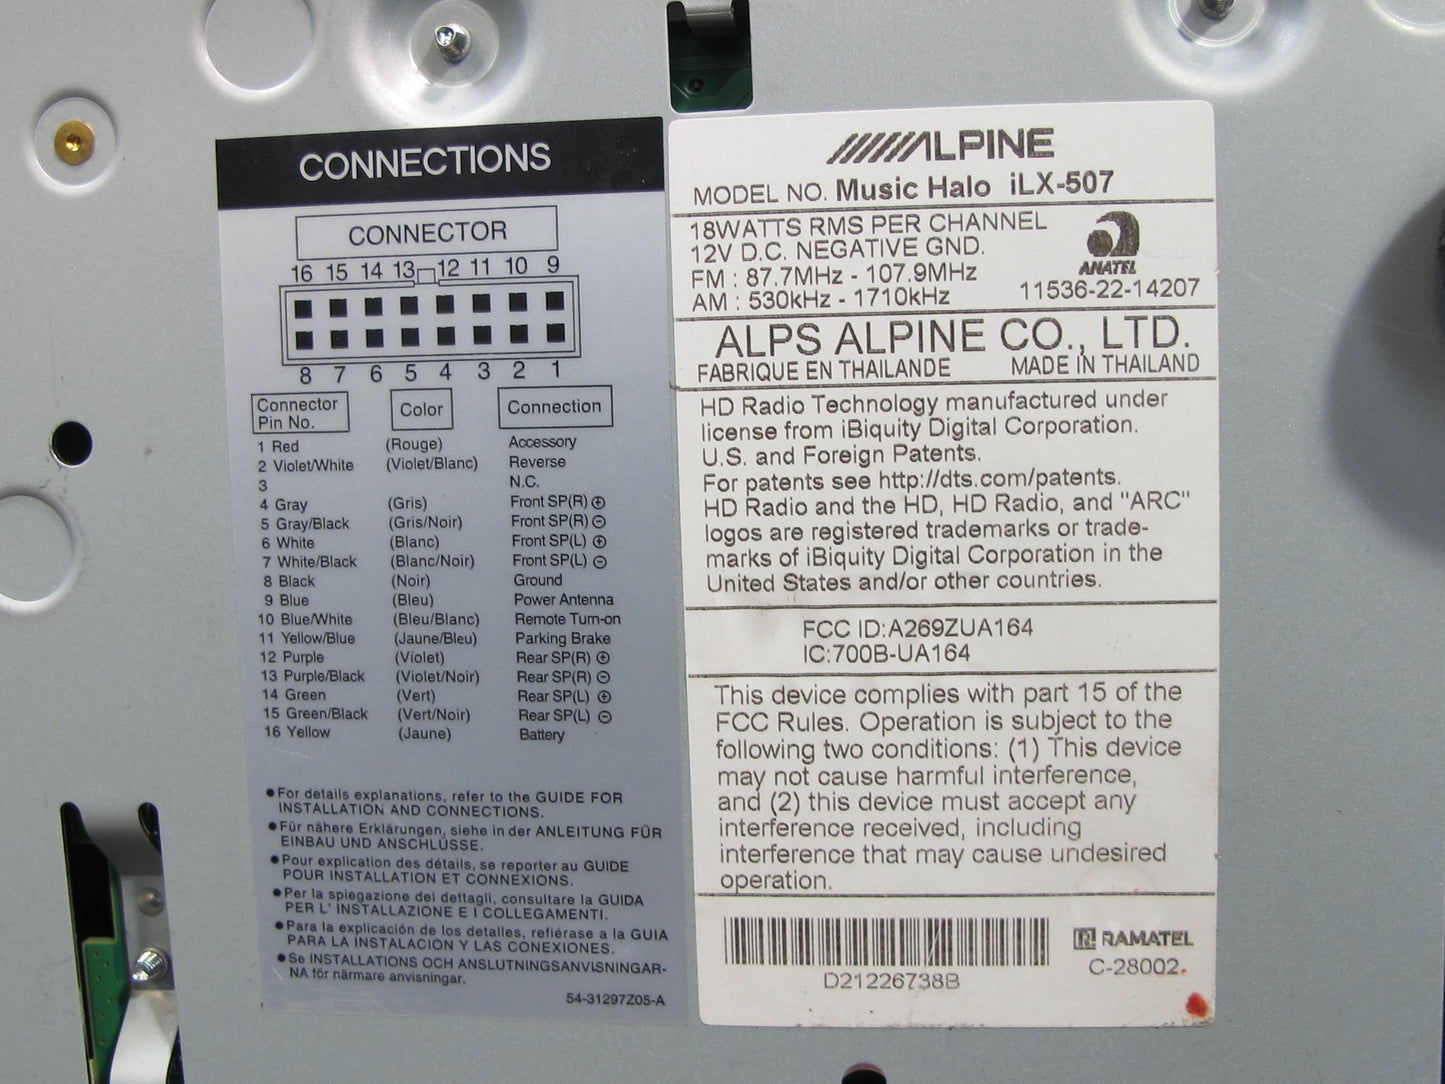 CONNECTIONS
CONNECTOR
16 15 14 13 12 11 10 9
8 7 6 5 4 3 2 1
Connector Pin No. Color Connection
1 Red (Rouge) Accessory
2 Violet/White (Violet/Blanc) Reverse
3 N.C.
4 Gray (Gris) Front SP(R) ⊕
5 Gray/Black (Gris/Noir) Front SP(R) ⊖
6 White (Blanc) Front SP(L) ⊕
7 White/Black (Blanc/Noir) Front SP(L) ⊖
8 Black (Noir) Ground
9 Blue (Bleu) Power Antenna
10 Blue/White (Bleu/Blanc) Remote Turn-on
11 Yellow/Blue (Jaune/Bleu) Parking Brake
12 Purple (Violet) Rear SP(R) ⊕
13 Purple/Black (Violet/Noir) Rear SP(R) ⊖
14 Green (Vert) Rear SP(L) ⊕
15 Green/Black (Vert/Noir) Rear SP(L) ⊖
16 Yellow (Jaune) Battery
●For details explanations, refer to the GUIDE FOR
INSTALLATION AND CONNECTIONS.
●Für nähere Erklärungen, siehe in der ANLEITUNG FÜR
EINBAU UND ANSCHLÜSSE.
●Pour explication des détails, se reporter au GUIDE
POUR INSTALLATION ET CONNEXIONS.
●Per la spiegazione dei dettagli, consultare la GUIDA
PER L' INSTALLAZIONE E I COLLEGAMENTI.
●Para la explicación de los detalles, refiérase a la GUIA
PARA LA INSTALACION Y LAS CONEXIONES.
●Se INSTALLATIONS OCH ANSLUTNINGSANVISNINGAR-
NA för närmare anvisningar.
54-31297Z05-A
ALPINE
MODEL NO. Music Halo iLX-507
18WATTS RMS PER CHANNEL
12V D.C. NEGATIVE GND.
FM : 87.7MHz - 107.9MHz
AM : 530kHz - 1710kHz
ANATEL
11536-22-14207
ALPS ALPINE CO., LTD.
FABRIQUE EN THAILANDE MADE IN THAILAND
HD Radio Technology manufactured under
license from iBiquity Digital Corporation.
U.S. and Foreign Patents.
For patents see http://dts.com/patents.
HD Radio and the HD, HD Radio, and "ARC"
logos are registered trademarks or trade-
marks of iBiquity Digital Corporation in the
United States and/or other countries.
FCC ID:A269ZUA164
IC:700B-UA164
This device complies with part 15 of the
FCC Rules. Operation is subject to the
following two conditions: (1) This device
may not cause harmful interference,
and (2) this device must accept any
interference received, including
interference that may cause undesired
operation.
D21226738B
RAMATEL
C-28002